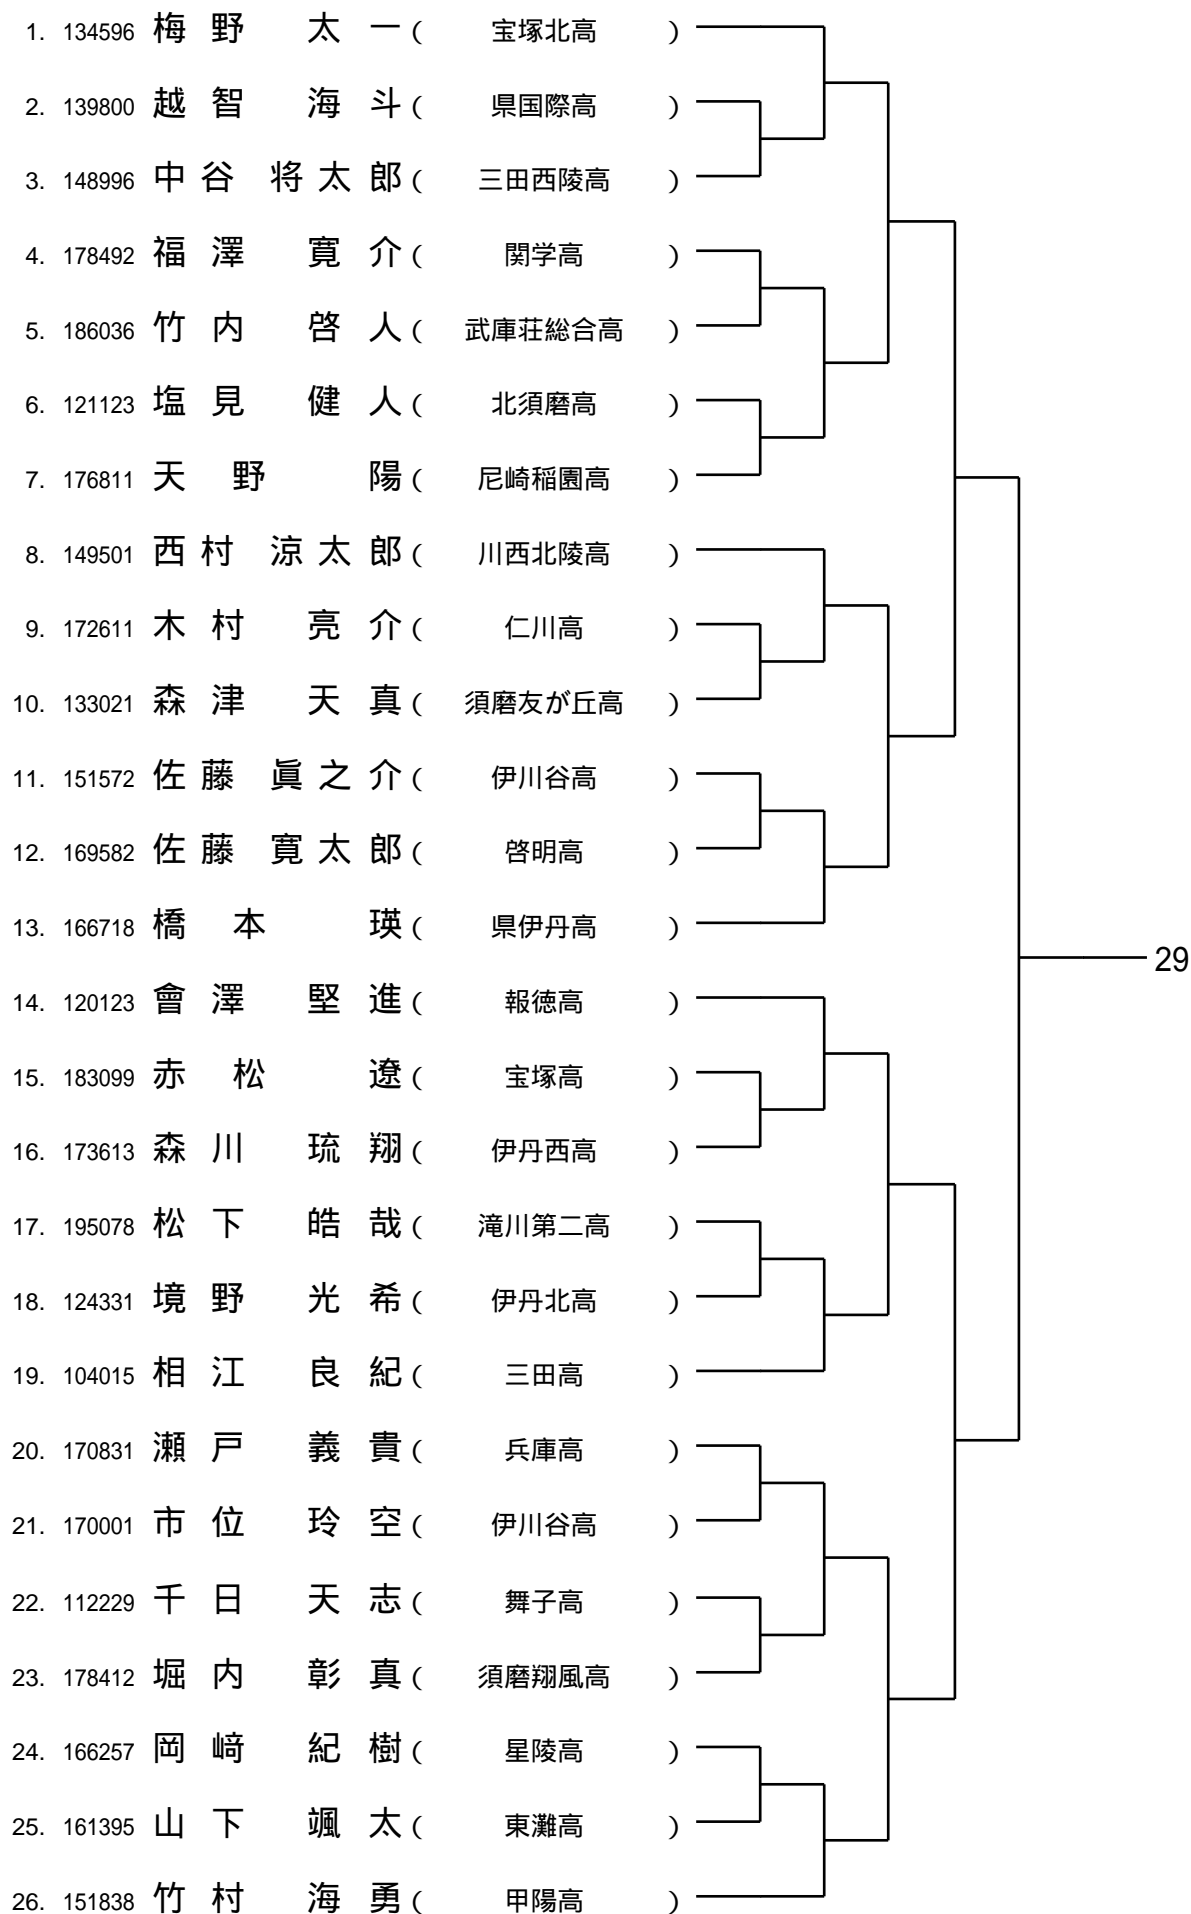 1. 134596 梅野 太一 ( 宝塚北高 )
2. 139800 越智 海斗 ( 県国際高 )
3. 148996 中谷 将太郎 ( 三田西陵高 )
4. 178492 福澤 寛介 ( 関学高 )
5. 186036 竹内 啓人 ( 武庫荘総合高 )
6. 121123 塩見 健人 ( 北須磨高 )
7. 176811 天野 陽 ( 尼崎稲園高 )
8. 149501 西村 涼太郎 ( 川西北陵高 )
9. 172611 木村 亮介 ( 仁川高 )
10. 133021 森津 天真 ( 須磨友が丘高 )
11. 151572 佐藤 眞之介 ( 伊川谷高 )
12. 169582 佐藤 寛太郎 ( 啓明高 )
13. 166718 橋本 瑛 ( 県伊丹高 )
29
14. 120123 會澤 堅進 ( 報徳高 )
15. 183099 赤松 遼 ( 宝塚高 )
16. 173613 森川 琉翔 ( 伊丹西高 )
17. 195078 松下 皓哉 ( 滝川第二高 )
18. 124331 境野 光希 ( 伊丹北高 )
19. 104015 相江 良紀 ( 三田高 )
20. 170831 瀬戸 義貴 ( 兵庫高 )
21. 170001 市位 玲空 ( 伊川谷高 )
22. 112229 千日 天志 ( 舞子高 )
23. 178412 堀内 彰真 ( 須磨翔風高 )
24. 166257 岡﨑 紀樹 ( 星陵高 )
25. 161395 山下 颯太 ( 東灘高 )
26. 151838 竹村 海勇 ( 甲陽高 )